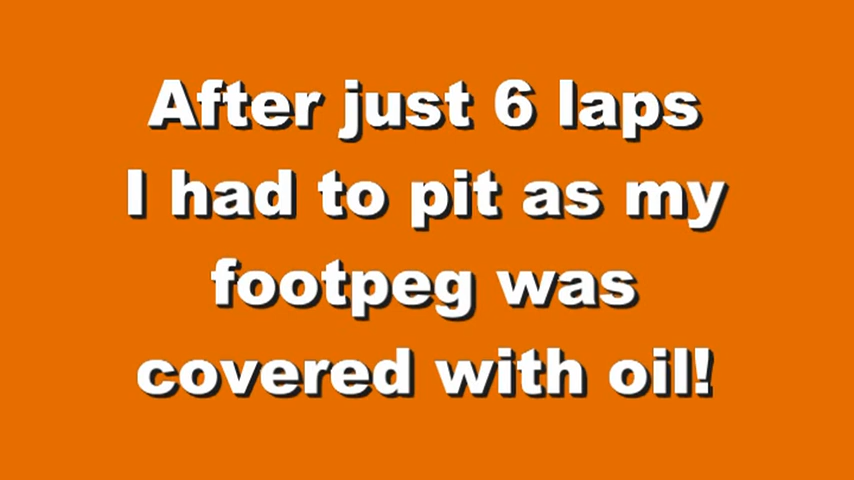 After just 6 laps
I had to pit as my
footpeg was
covered with oil!